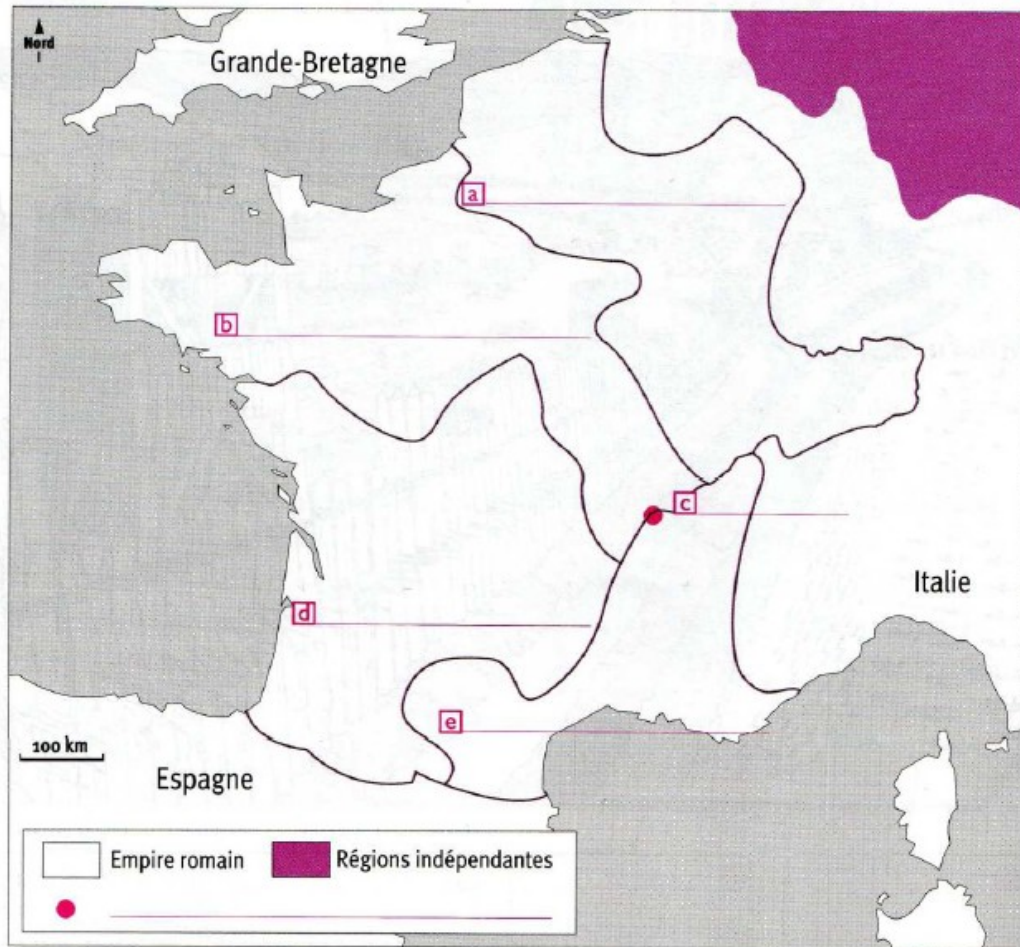 Nord
Grande-Bretagne
a
b
c
Italie
d
e
100 km
Espagne
Empire romain
Régions indépendantes